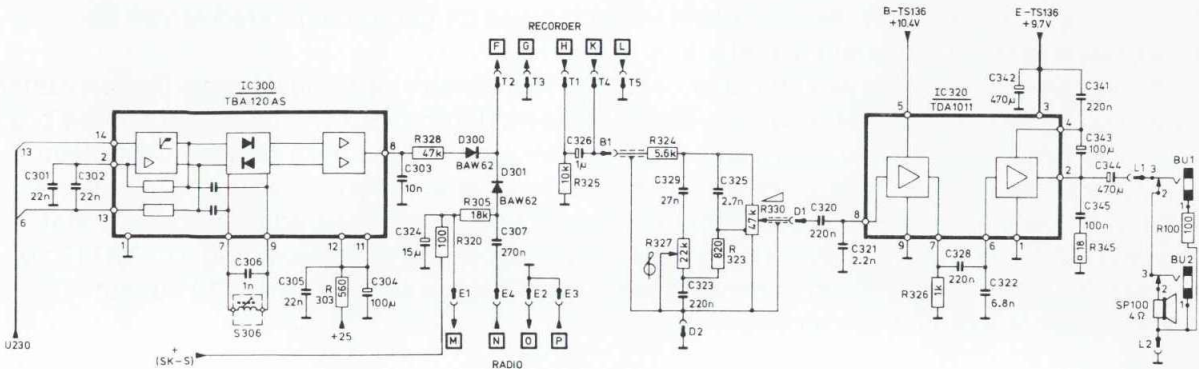 RECORDER
F G H K L
T2 T3 T1 T4 T5
B-TS136
+10,4V
E-TS136
+9.7V
IC300
TBA 120 AS
14
2
13
8
1
7
9
12
11
13
6
U230
C301
22n
C302
22n
C306
1n
S306
C305
22n
R
303
560
C304
100µ
+25
+
(SK-S)
R328
47k
C303
10n
D300
BAW62
D301
BAW62
R305
18k
C324
15µ
100
R320
C307
270n
E1 E4 E2 E3
M N O P
RADIO
C326
1µ
10k
R325
B1
R324
5.6k
C329
27n
C325
2.7n
R330
47k
R327
22k
820
R
323
C323
220n
D2
D1
C320
220n
C321
2.2n
IC320
TDA1011
5
3
4
2
8
9
7
6
1
C342
470µ
C341
220n
C343
100µ
C344
470µ
C345
100n
18
R345
R326
1k
C328
220n
C322
6.8n
L1
3
2
BU1
1
R100
100
BU2
3
2
1
SP100
4Ω
L2